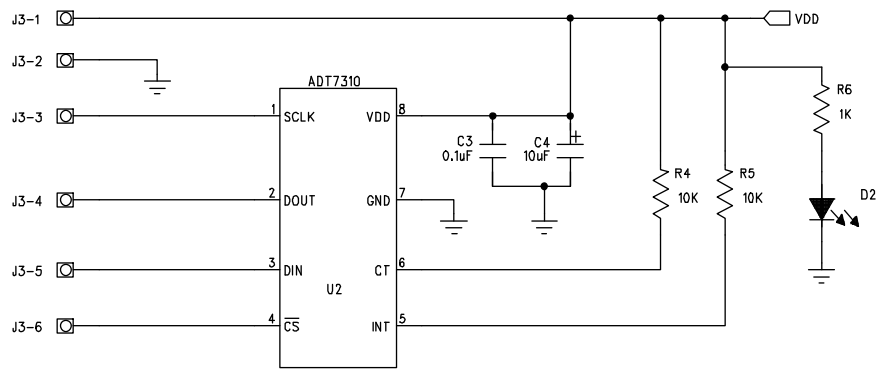 J3-1
VDD
J3-2
ADT7310
R6
1K
J3-3
1
SCLK
VDD
8
C3
0.1uF
C4
10uF
+
J3-4
2
DOUT
GND
7
R4
10K
R5
10K
D2
J3-5
3
DIN
CT
6
U2
J3-6
4
CS
INT
5